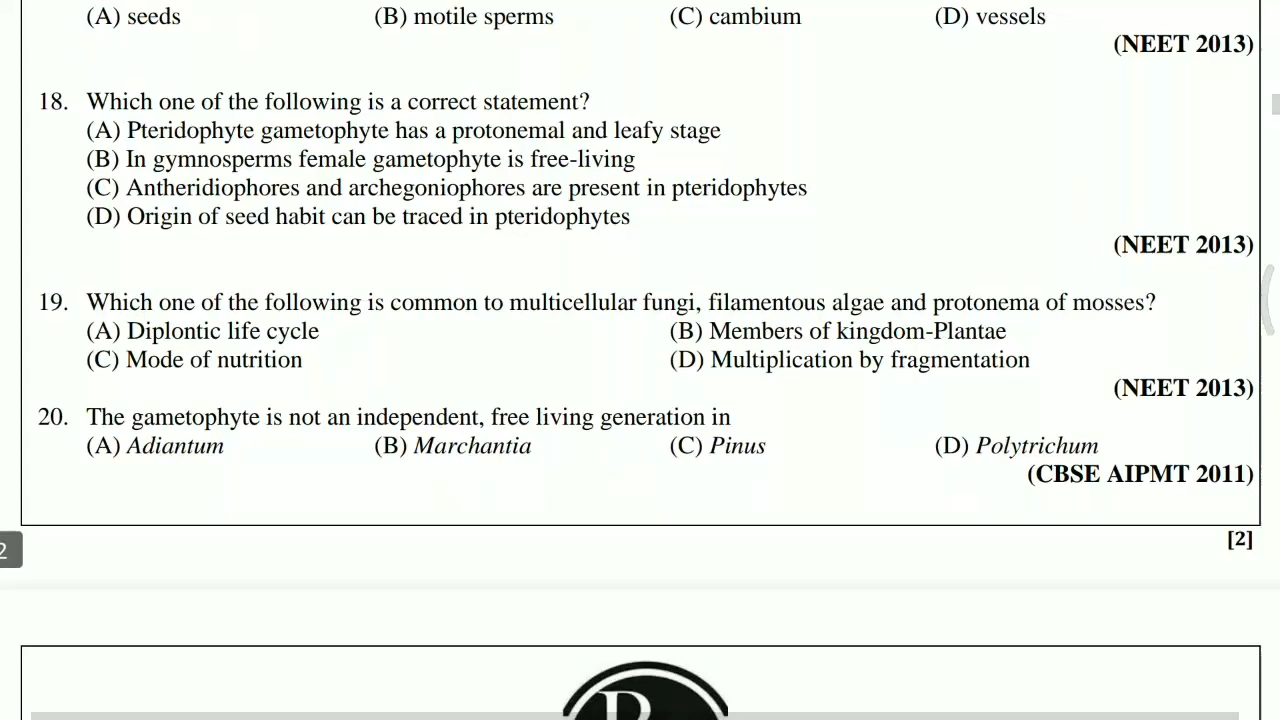 (A) seeds (B) motile sperms (C) cambium (D) vessels
(NEET 2013)
18. Which one of the following is a correct statement?
(A) Pteridophyte gametophyte has a protonemal and leafy stage
(B) In gymnosperms female gametophyte is free-living
(C) Antheridiophores and archegoniophores are present in pteridophytes
(D) Origin of seed habit can be traced in pteridophytes
(NEET 2013)
19. Which one of the following is common to multicellular fungi, filamentous algae and protonema of mosses?
(A) Diplontic life cycle (B) Members of kingdom-Plantae
(C) Mode of nutrition (D) Multiplication by fragmentation
(NEET 2013)
20. The gametophyte is not an independent, free living generation in
(A) Adiantum (B) Marchantia (C) Pinus (D) Polytrichum
(CBSE AIPMT 2011)
[2]
2